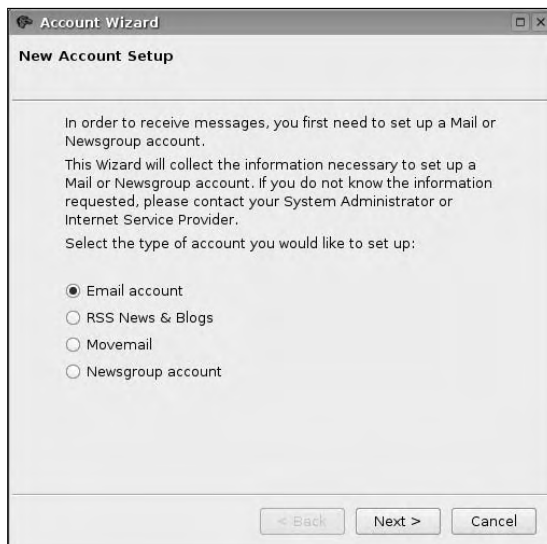 Account Wizard
New Account Setup
In order to receive messages, you first need to set up a Mail or
Newsgroup account.
This Wizard will collect the information necessary to set up a
Mail or Newsgroup account. If you do not know the information
requested, please contact your System Administrator or
Internet Service Provider.
Select the type of account you would like to set up:
Email account
RSS News & Blogs
Movemail
Newsgroup account
< Back Next > Cancel